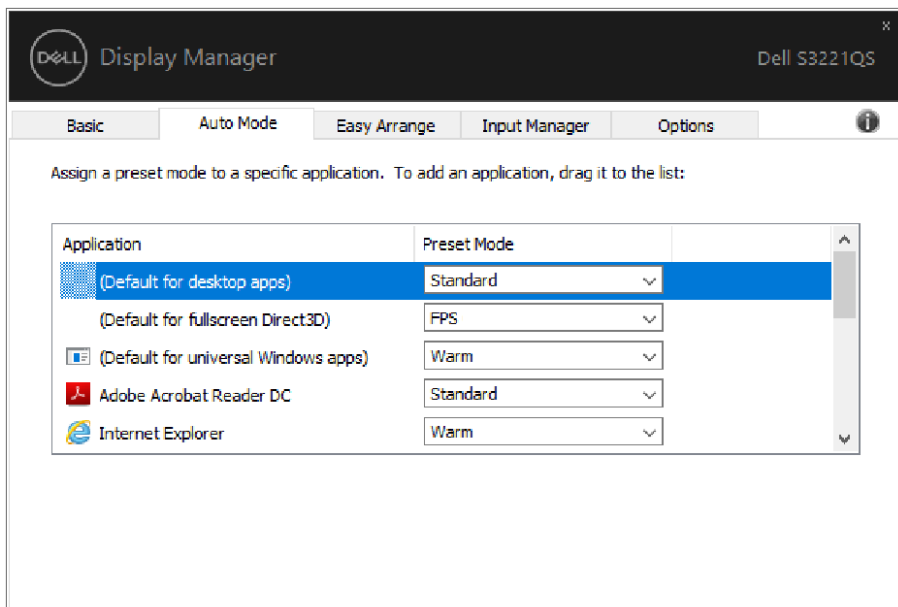 DELL Display Manager
Dell S3221QS
x
Basic Auto Mode Easy Arrange Input Manager Options
Assign a preset mode to a specific application. To add an application, drag it to the list:
Application Preset Mode
(Default for desktop apps) Standard
(Default for fullscreen Direct3D) FPS
(Default for universal Windows apps) Warm
Adobe Acrobat Reader DC Standard
Internet Explorer Warm